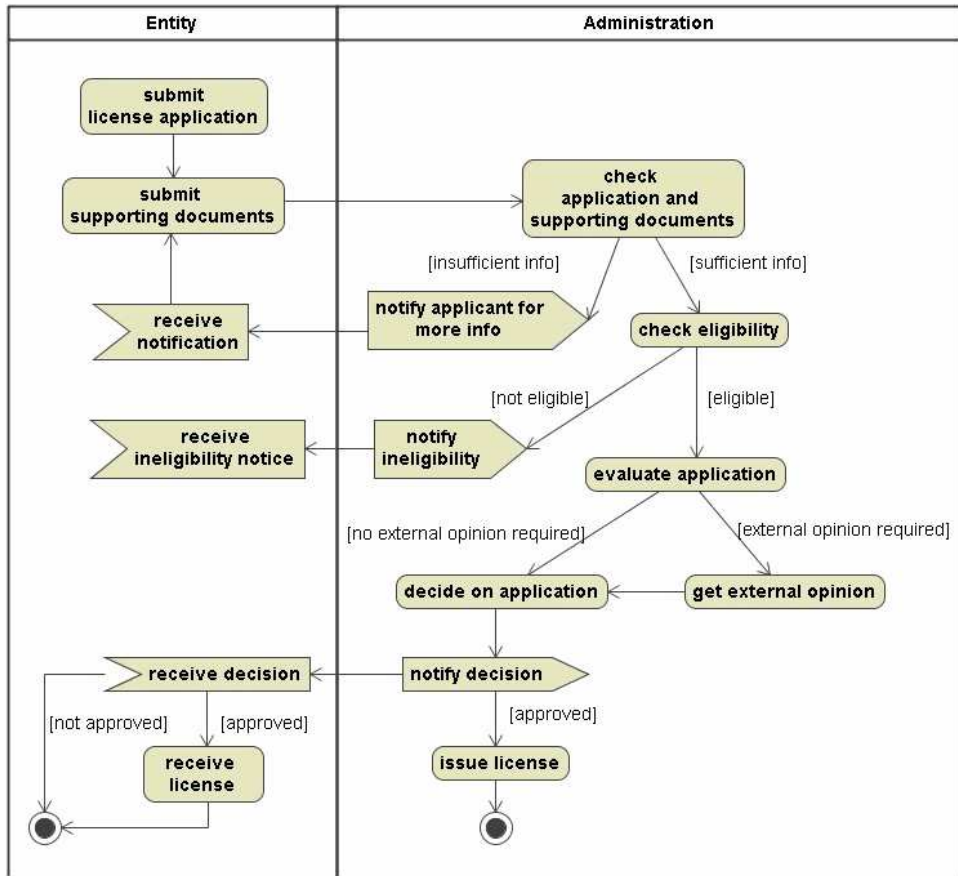 Entity
Administration
submit
license application
submit
supporting documents
check
application and
supporting documents
[insufficient info]
[sufficient info]
receive
notification
notify applicant for
more info
check eligibility
[not eligible]
[eligible]
receive
ineligibility notice
notify
ineligibility
evaluate application
[no external opinion required]
[external opinion required]
decide on application
get external opinion
receive decision
notify decision
[not approved]
[approved]
[approved]
receive
license
issue license